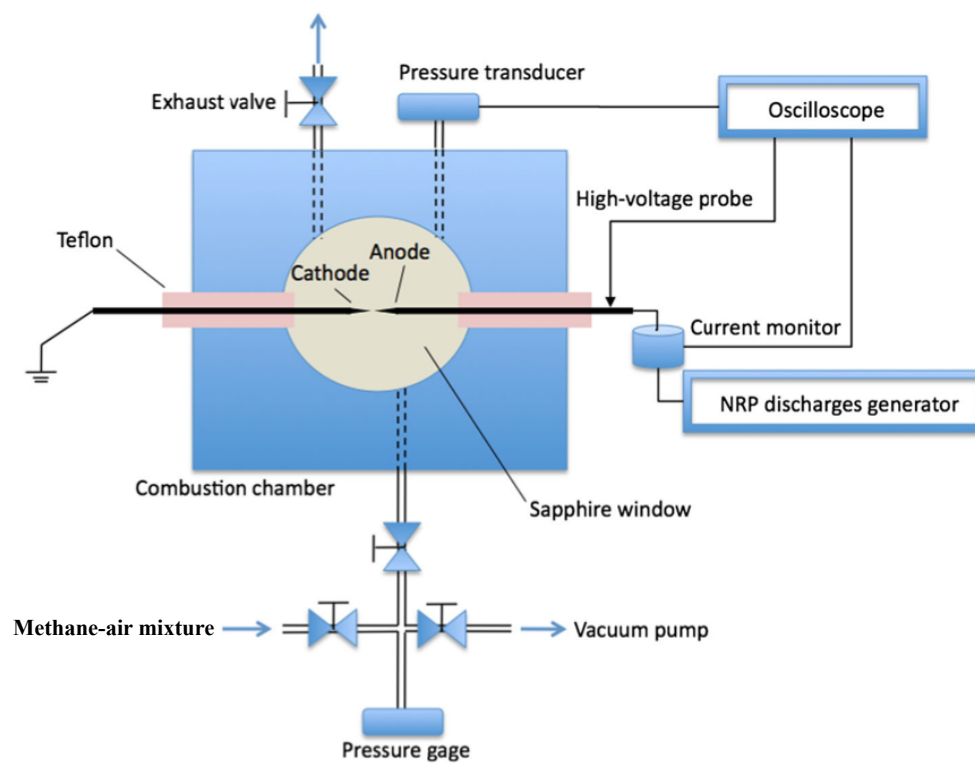 Pressure transducer
Exhaust valve
Oscilloscope
High-voltage probe
Teflon
Anode
Cathode
Current monitor
NRP discharges generator
Combustion chamber
Sapphire window
Methane-air mixture
Vacuum pump
Pressure gage